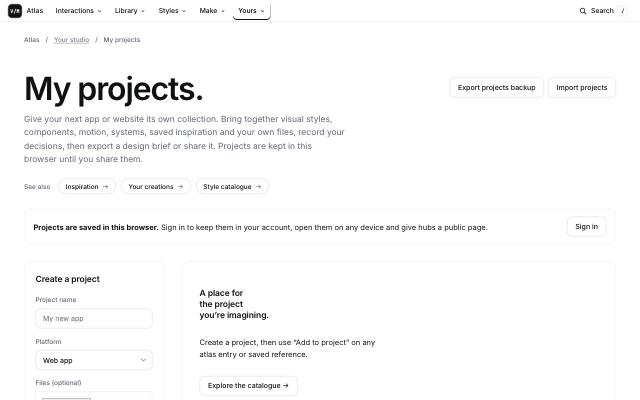 V/M Atlas Interactions Library Styles Make Yours Search /
Atlas / Your studio / My projects
My projects.
Export projects backup Import projects
Give your next app or website its own collection. Bring together visual styles,
components, motion, systems, saved inspiration and your own files, record your
decisions, then export a design brief or share it. Projects are kept in this
browser until you share them.
See also Inspiration → Your creations → Style catalogue →
Projects are saved in this browser. Sign in to keep them in your account, open them on any device and give hubs a public page. Sign in
Create a project
Project name
My new app
Platform
Web app
Files (optional)
A place for
the project
you’re imagining.
Create a project, then use “Add to project” on any
atlas entry or saved reference.
Explore the catalogue →